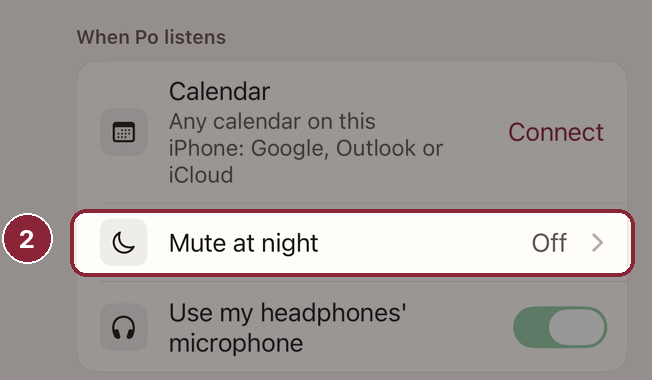 When Po listens
Calendar
Any calendar on this
iPhone: Google, Outlook or
iCloud
Connect
2
Mute at night
Off
Use my headphones'
microphone